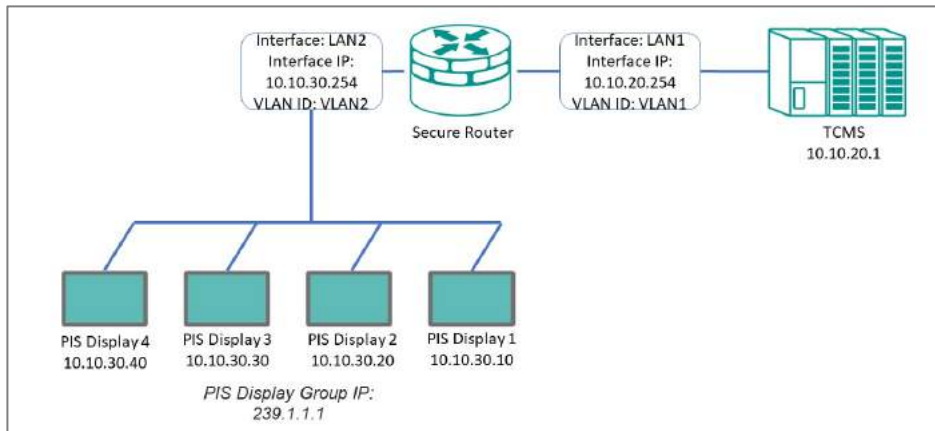 Interface: LAN2
Interface IP:
10.10.30.254
VLAN ID: VLAN2
Interface: LAN1
Interface IP:
10.10.20.254
VLAN ID: VLAN1
Secure Router
TCMS
10.10.20.1
PIS Display 4
10.10.30.40
PIS Display 3
10.10.30.30
PIS Display 2
10.10.30.20
PIS Display 1
10.10.30.10
PIS Display Group IP:
239.1.1.1